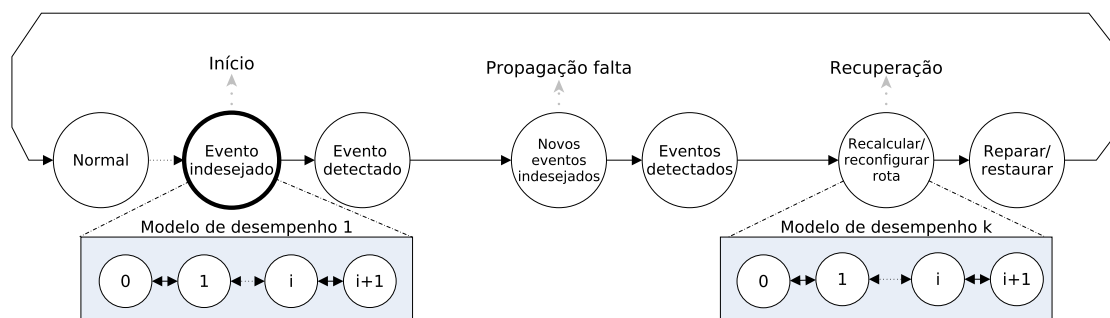 Início
Propagação falta
Recuperação
Normal
Evento
indesejado
Evento
detectado
Novos
eventos
indesejados
Eventos
detectados
Recalcular/
reconfigurar
rota
Reparar/
restaurar
Modelo de desempenho 1
Modelo de desempenho k
0
1
i
i+1
0
1
i
i+1